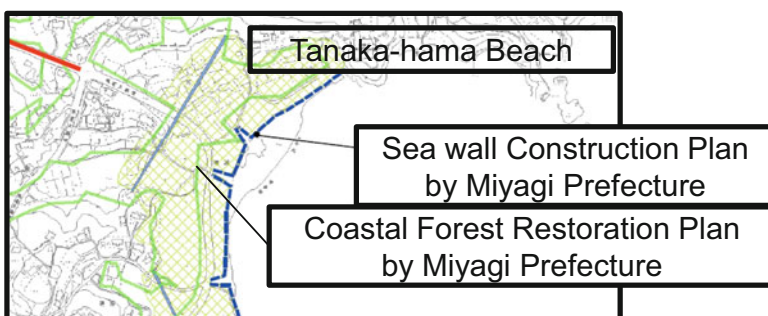 Tanaka-hama Beach
Sea wall Construction Plan
by Miyagi Prefecture
Coastal Forest Restoration Plan
by Miyagi Prefecture